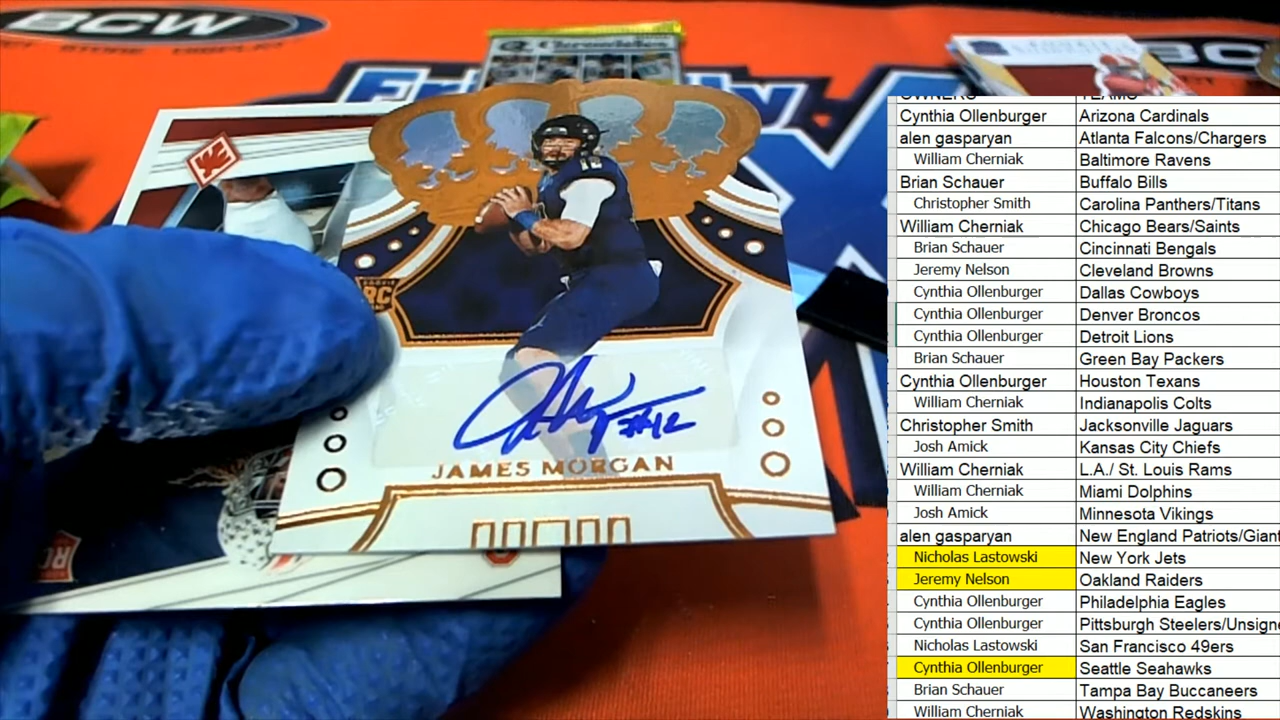 BCW
Chronicles
BCW
RC
12
#12
JAMES MORGAN
RC
OWNERS TEAMS
Cynthia Ollenburger Arizona Cardinals
alen gasparyan Atlanta Falcons/Chargers
William Cherniak Baltimore Ravens
Brian Schauer Buffalo Bills
Christopher Smith Carolina Panthers/Titans
William Cherniak Chicago Bears/Saints
Brian Schauer Cincinnati Bengals
Jeremy Nelson Cleveland Browns
Cynthia Ollenburger Dallas Cowboys
Cynthia Ollenburger Denver Broncos
Cynthia Ollenburger Detroit Lions
Brian Schauer Green Bay Packers
Cynthia Ollenburger Houston Texans
William Cherniak Indianapolis Colts
Christopher Smith Jacksonville Jaguars
Josh Amick Kansas City Chiefs
William Cherniak L.A./ St. Louis Rams
William Cherniak Miami Dolphins
Josh Amick Minnesota Vikings
alen gasparyan New England Patriots/Giant
Nicholas Lastowski New York Jets
Jeremy Nelson Oakland Raiders
Cynthia Ollenburger Philadelphia Eagles
Cynthia Ollenburger Pittsburgh Steelers/Unsigne
Nicholas Lastowski San Francisco 49ers
Cynthia Ollenburger Seattle Seahawks
Brian Schauer Tampa Bay Buccaneers
William Cherniak Washington Redskins